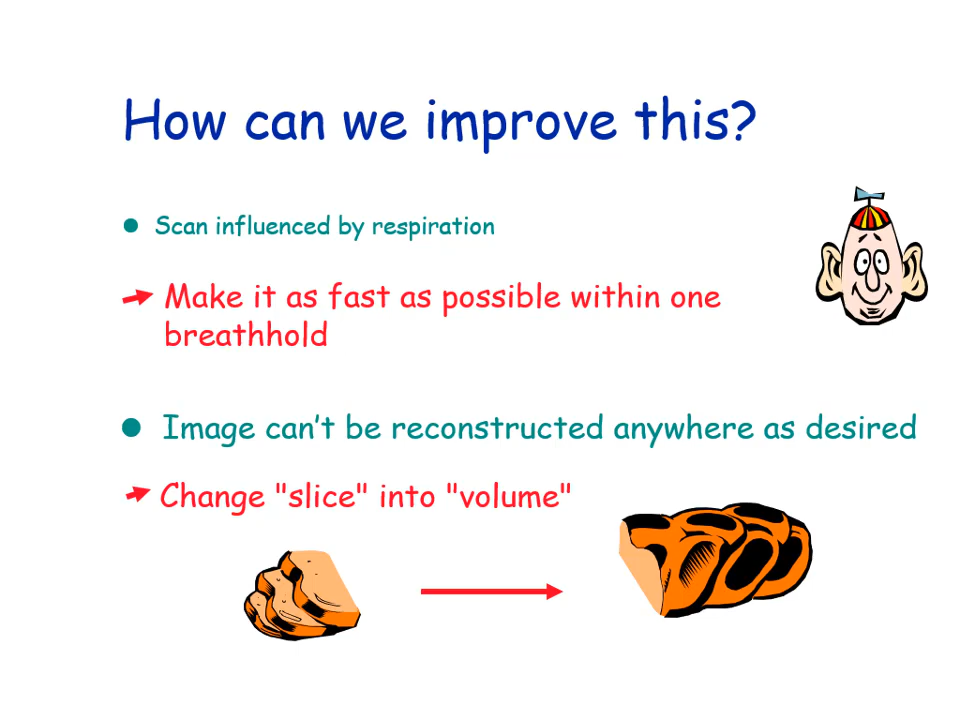 How can we improve this?
Scan influenced by respiration
Make it as fast as possible within one
breathhold
Image can’t be reconstructed anywhere as desired
Change "slice" into "volume"